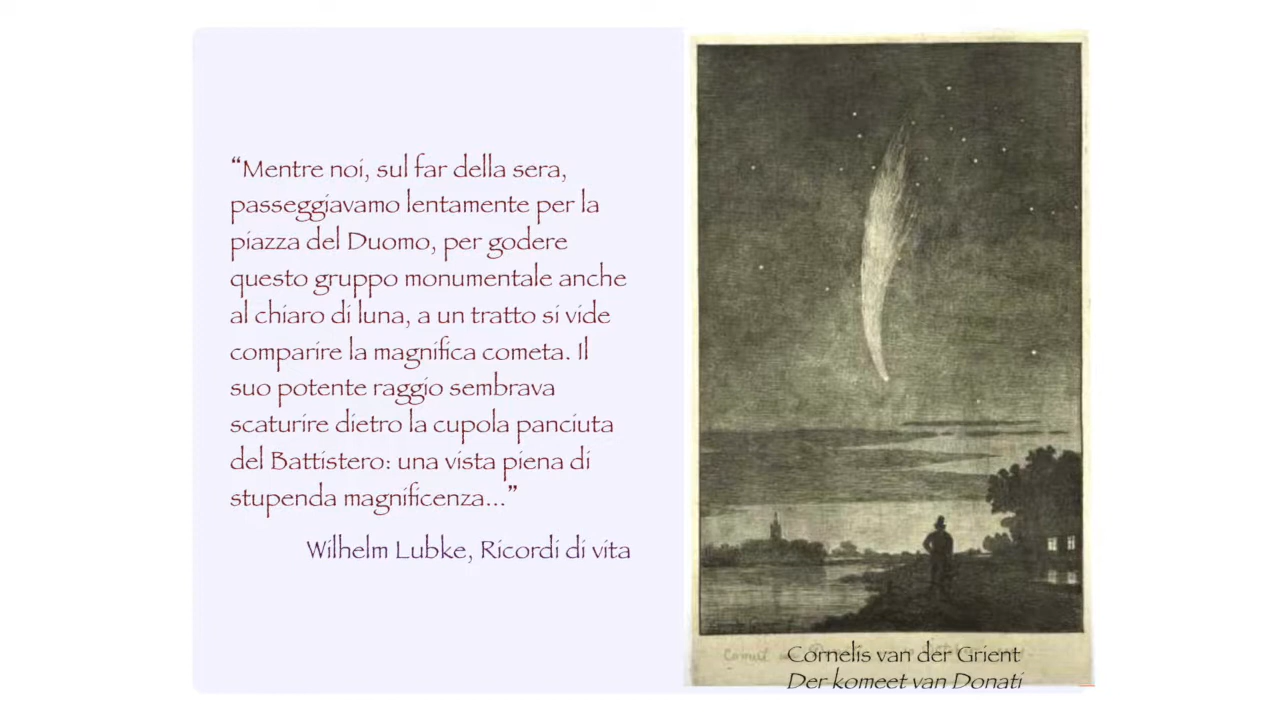 “Mentre noi, sul far della sera,
passeggiavamo lentamente per la
piazza del Duomo, per godere
questo gruppo monumentale anche
al chiaro di luna, a un tratto si vide
comparire la magnifica cometa. Il
suo potente raggio sembrava
scaturire dietro la cupola panciuta
del Battistero: una vista piena di
stupenda magnificenza...”
Wilhelm Lubke, Ricordi di vita
Cornelis van der Grient
Der komeet van Donati